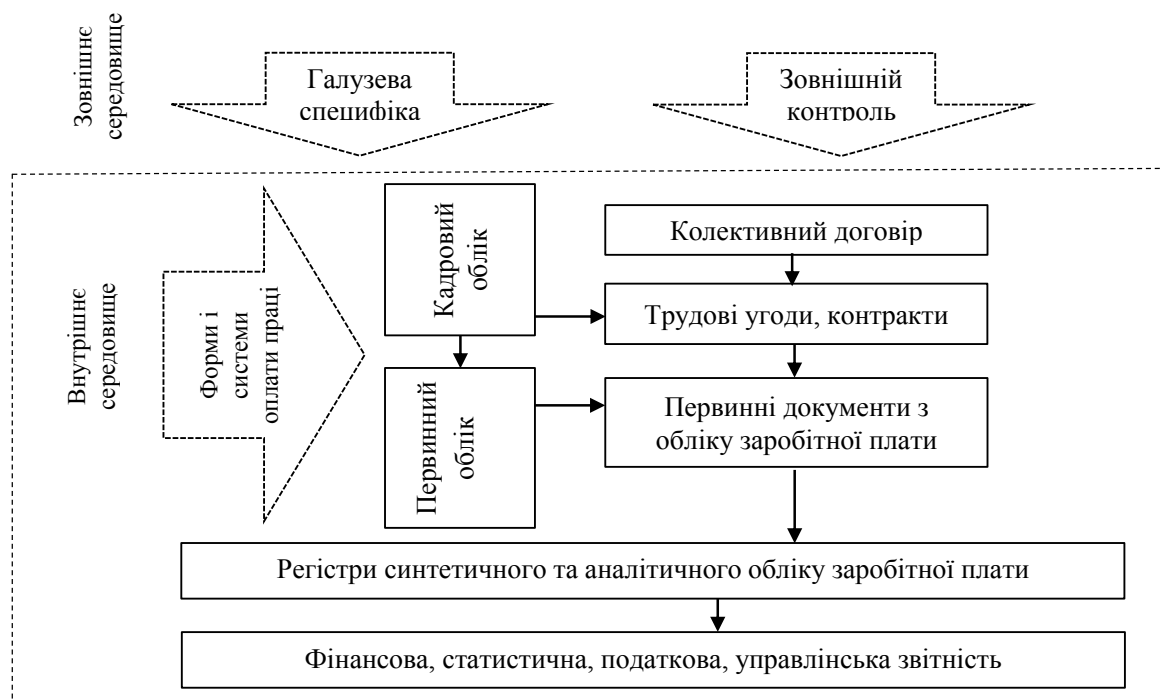 Зовнішнє
середовище
Галузева
специфіка
Зовнішній
контроль
Внутрішнє
середовище
Форми і
системи
оплати праці
Кадровий
облік
Колективний договір
Трудові угоди, контракти
Первинний
облік
Первинні документи з
обліку заробітної плати
Регістри синтетичного та аналітичного обліку заробітної плати
Фінансова, статистична, податкова, управлінська звітність